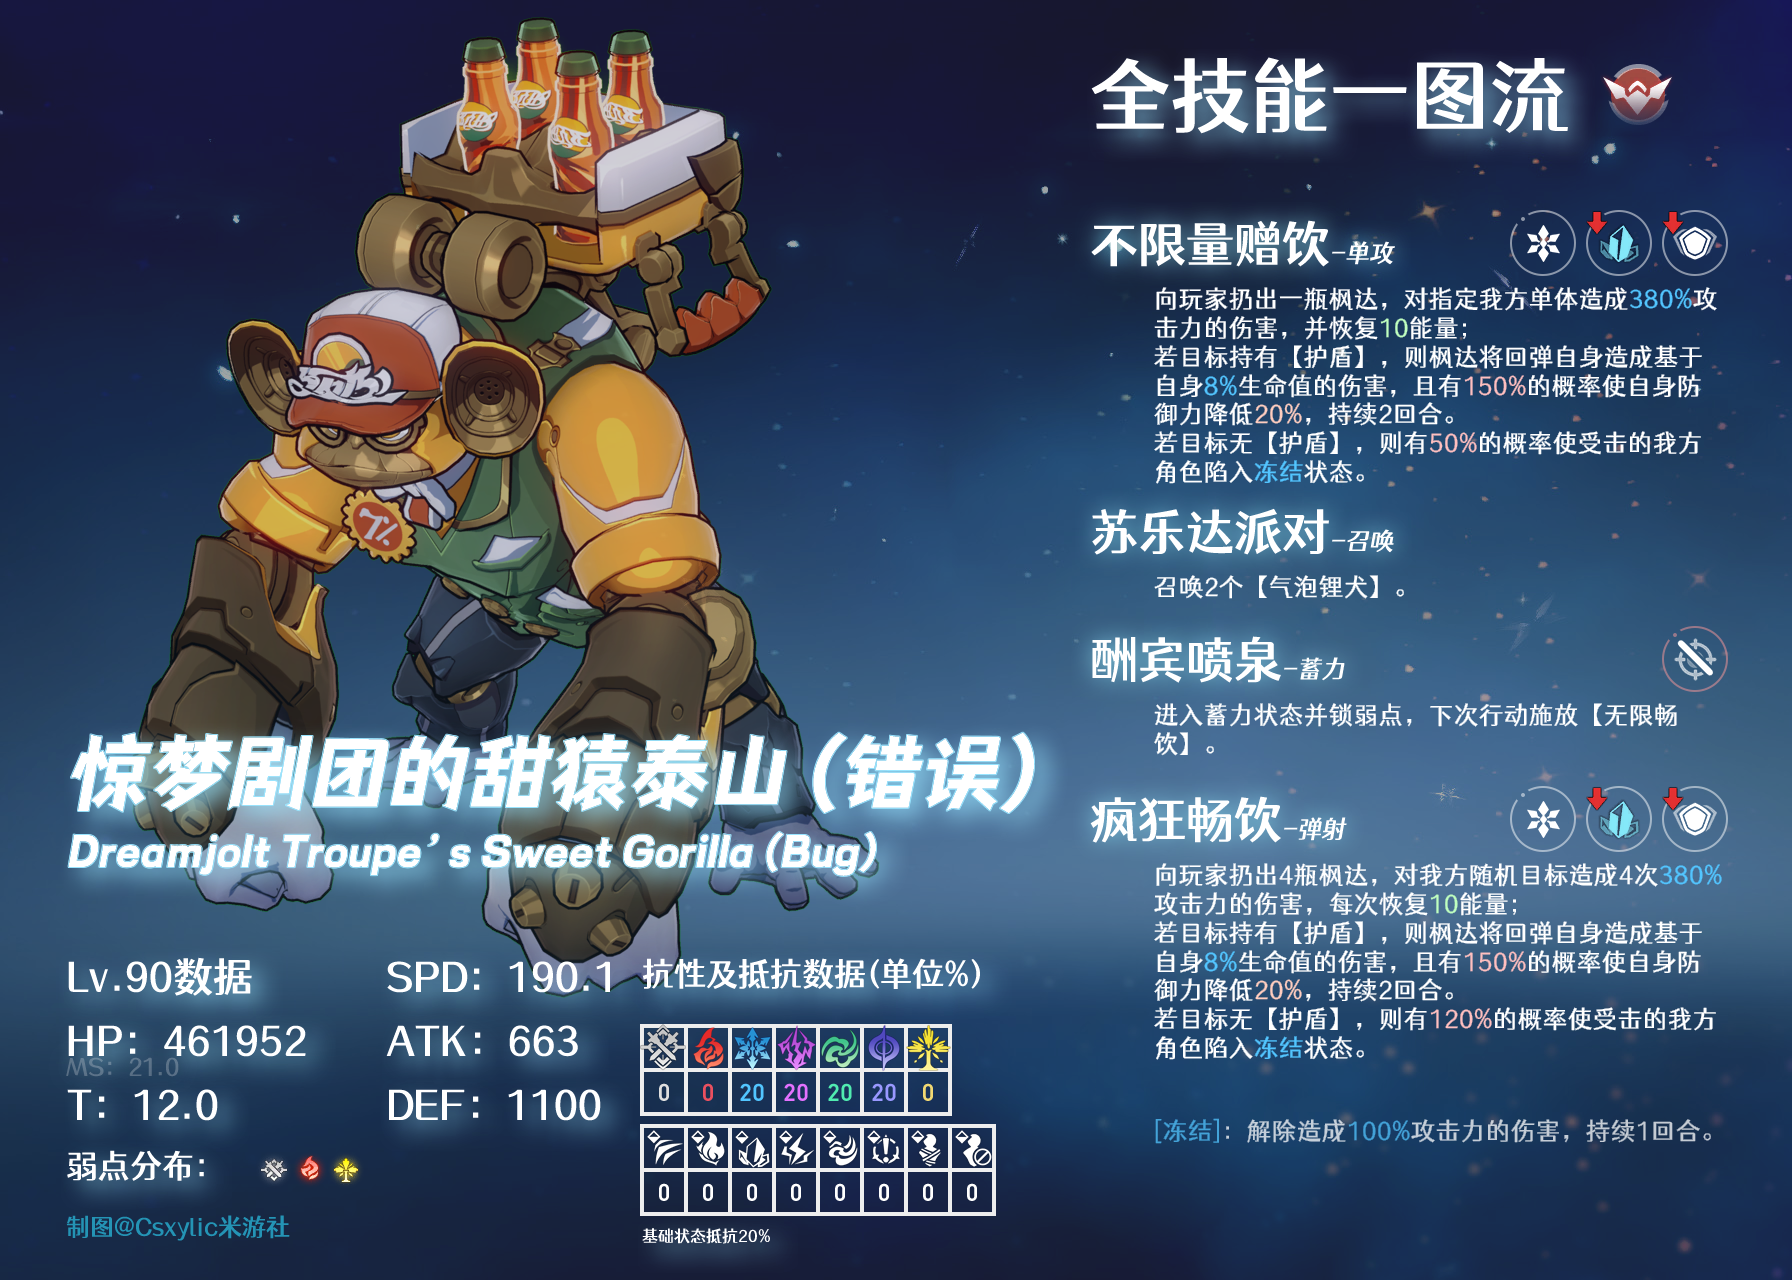 全技能一图流
不限量赠饮-单攻
向玩家扔出一瓶枫达，对指定我方单体造成380%攻
击力的伤害，并恢复10能量；
若目标持有【护盾】，则枫达将回弹自身造成基于
自身8%生命值的伤害，且有150%的概率使自身防
御力降低20%，持续2回合。
若目标无【护盾】，则有50%的概率使受击的我方
角色陷入冻结状态。
苏乐达派对-召唤
召唤2个【气泡锂犬】。
酬宾喷泉-蓄力
进入蓄力状态并锁弱点，下次行动施放【无限畅
饮】。
疯狂畅饮-弹射
向玩家扔出4瓶枫达，对我方随机目标造成4次380%
攻击力的伤害，每次恢复10能量；
若目标持有【护盾】，则枫达将回弹自身造成基于
自身8%生命值的伤害，且有150%的概率使自身防
御力降低20%，持续2回合。
若目标无【护盾】，则有120%的概率使受击的我方
角色陷入冻结状态。
[冻结]：解除造成100%攻击力的伤害，持续1回合。
7%
惊梦剧团的甜猿泰山（错误）
Dreamjolt Troupe's Sweet Gorilla (Bug)
Lv.90数据
SPD：190.1
HP：461952
ATK：663
MS：21.0
T：12.0
DEF：1100
弱点分布：
制图@Csxylic米游社
抗性及抵抗数据(单位%)
0 0 20 20 20 20 0
0 0 0 0 0 0 0 0
基础状态抵抗20%